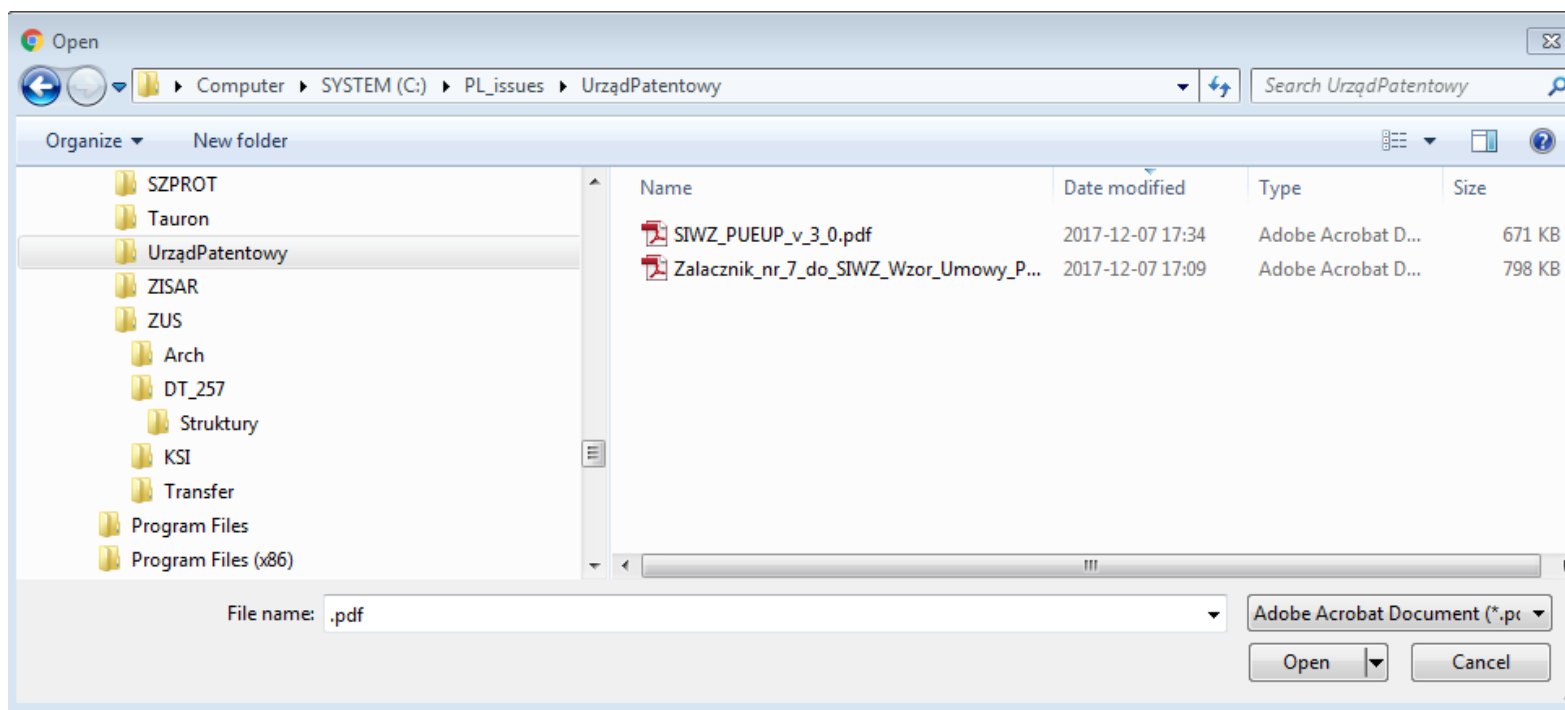 Open
Computer SYSTEM (C:) PL_issues UrządPatentowy
Search UrządPatentowy
Organize New folder
SZPROT
Tauron
UrządPatentowy
ZISAR
ZUS
Arch
DT_257
Struktury
KSI
Transfer
Program Files
Program Files (x86)
Name Date modified Type Size
SIWZ_PUEUP_v_3_0.pdf 2017-12-07 17:34 Adobe Acrobat D... 671 KB
Zalacznik_nr_7_do_SIWZ_Wzor_Umowy_P... 2017-12-07 17:09 Adobe Acrobat D... 798 KB
File name: .pdf
Adobe Acrobat Document (*.pc
Open Cancel